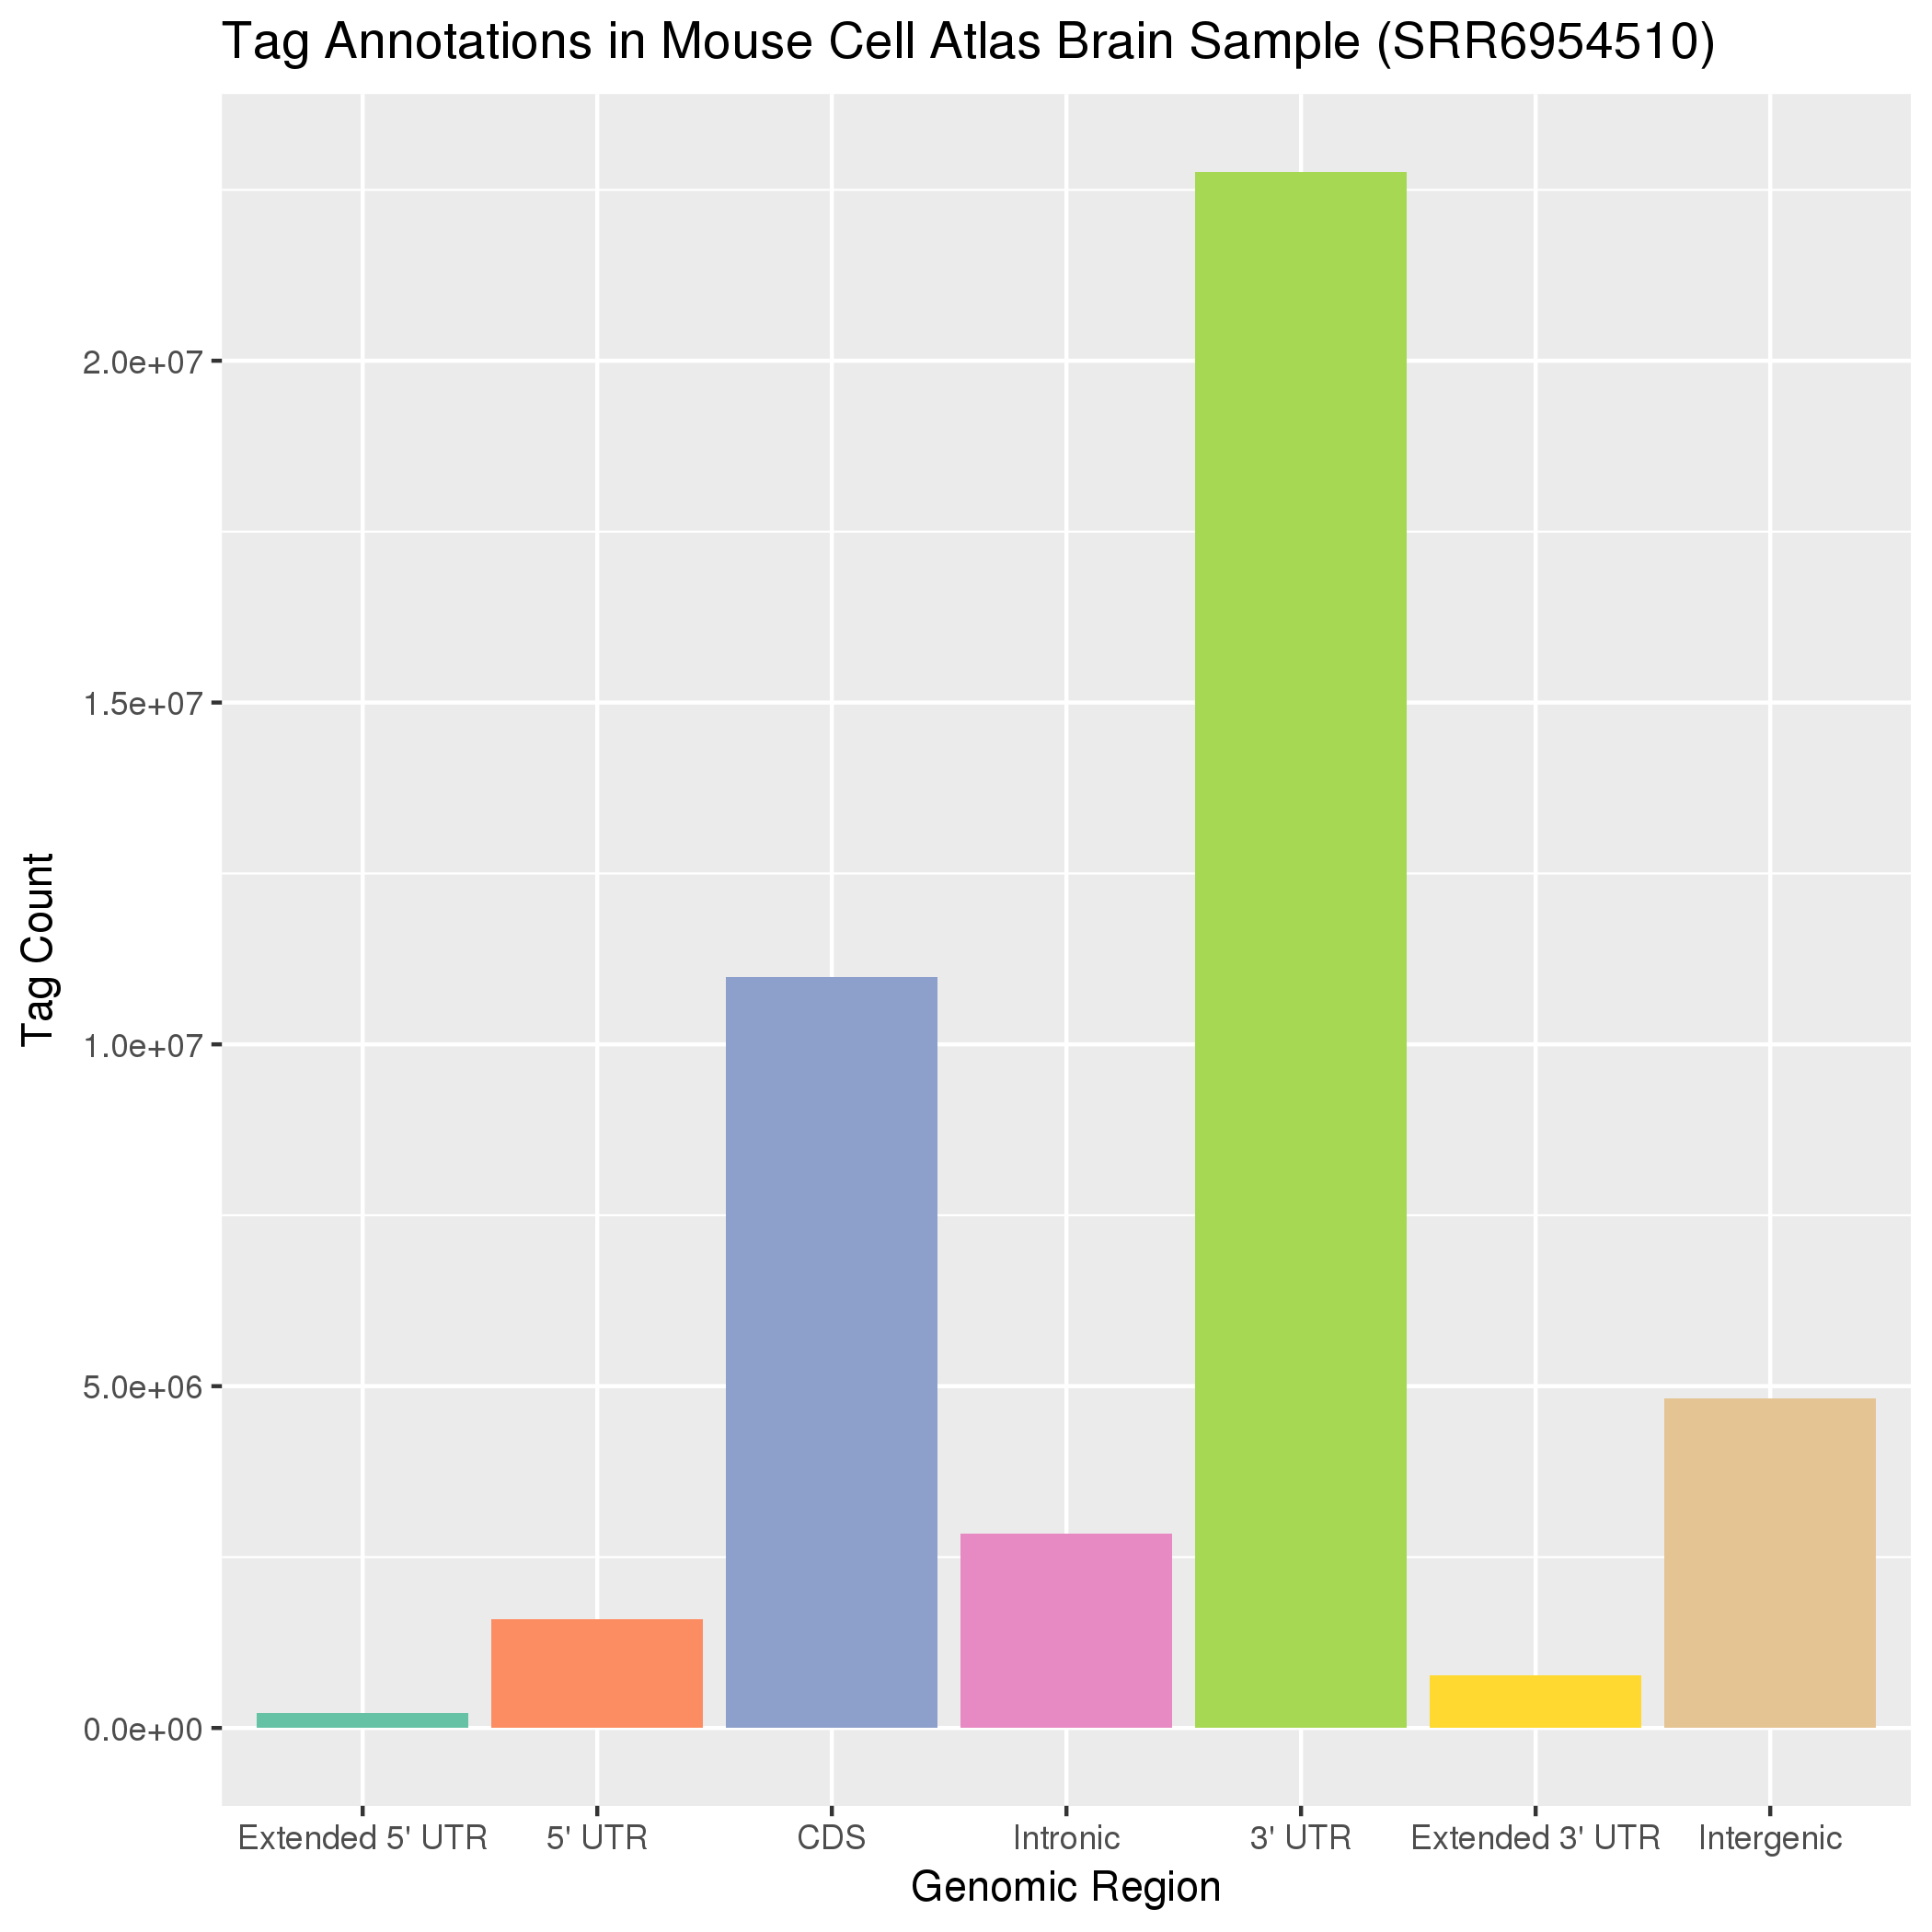 Tag Annotations in Mouse Cell Atlas Brain Sample (SRR6954510)
Tag Count
2.0e+07
1.5e+07
1.0e+07
5.0e+06
0.0e+00
Extended 5' UTR 5' UTR CDS Intronic 3' UTR Extended 3' UTR Intergenic
Genomic Region